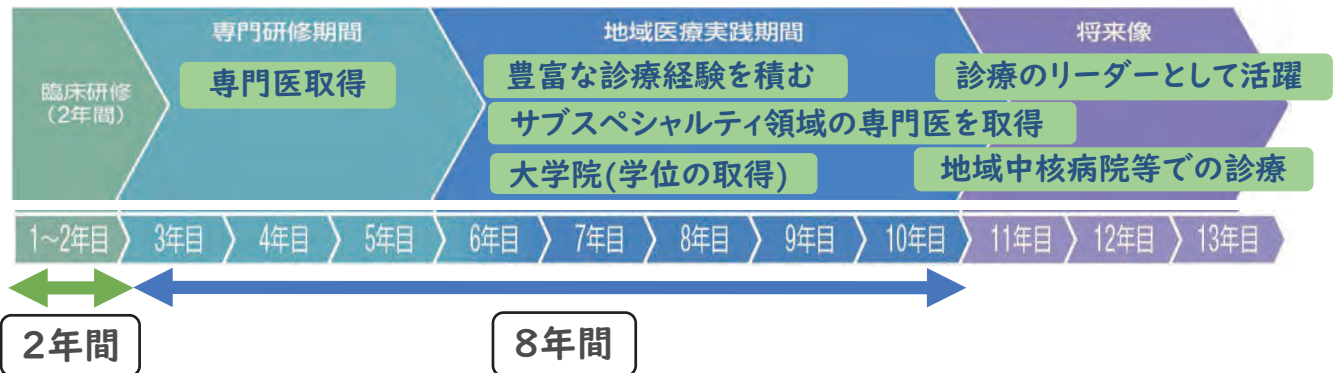 専門研修期間
地域医療実践期間
将来像
専門医取得
豊富な診療経験を積む
診療のリーダーとして活躍
臨床研修
(2年間)
サブスペシャルティ領域の専門医を取得
大学院(学位の取得)
地域中核病院等での診療
1~2年目
3年目
4年目
5年目
6年目
7年目
8年目
9年目
10年目
11年目
12年目
13年目
2年間
8年間